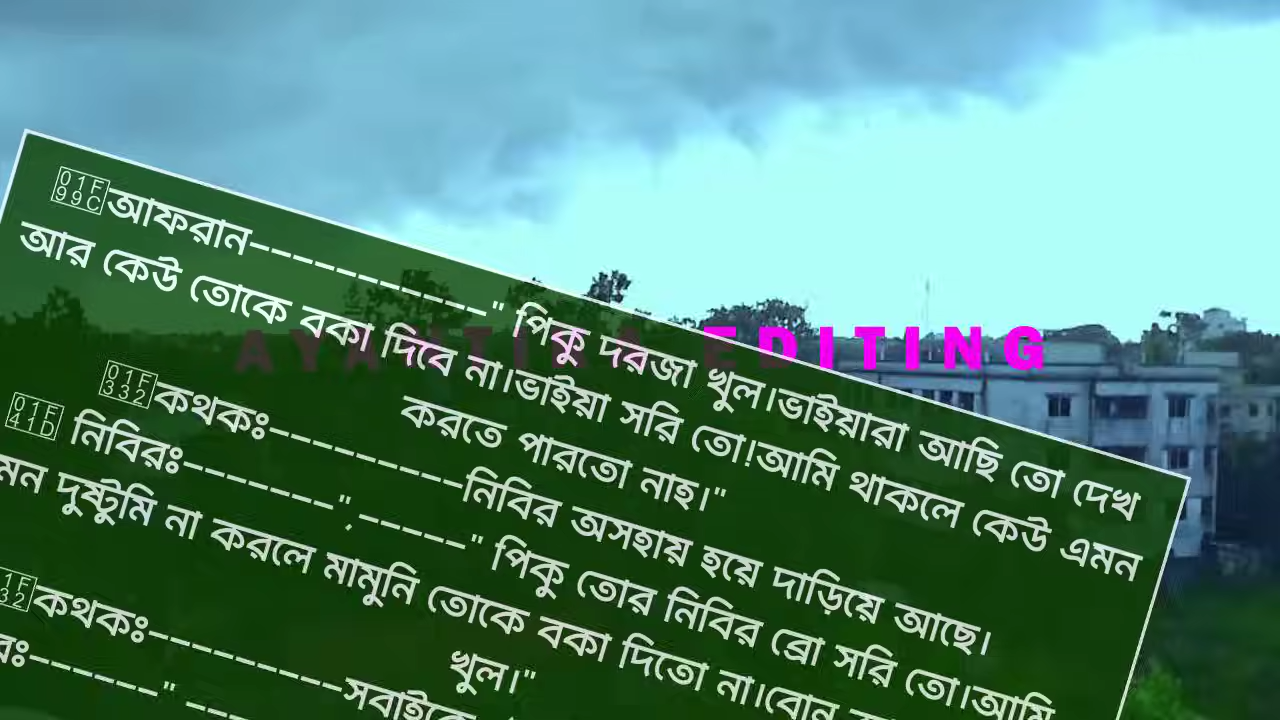 আফরান------------" পিকু দরজা খুল।ভাইয়ারা আছি তো দেখ
আর কেউ তোকে বকা দিবে না।ভাইয়া সরি তো!আমি থাকলে কেউ এমন
করতে পারতো নাহ।"
কথকঃ----------নিবির অসহায় হয়ে দাড়িয়ে আছে।
নিবিরঃ-------",-----" পিকু তোর নিবির ব্রো সরি তো।আমি
দুষ্টুমি না করলে মামুনি তোকে বকা দিতো না।বোন
খুল।"
কথকঃ----------সবাইকে
AYANTIKA EDITING